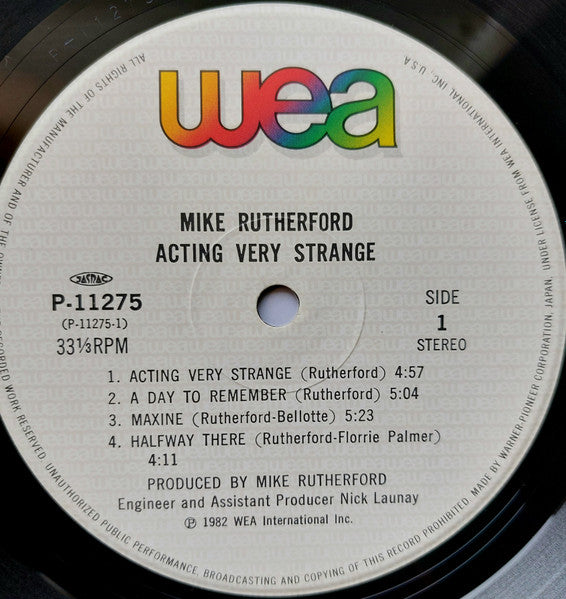 wea
MIKE RUTHERFORD
ACTING VERY STRANGE
JASRAC
P-11275
(P-11275-1)
33⅓RPM
SIDE
1
STEREO
1. ACTING VERY STRANGE (Rutherford) 4:57
2. A DAY TO REMEMBER (Rutherford) 5:04
3. MAXINE (Rutherford-Bellotte) 5:23
4. HALFWAY THERE (Rutherford-Florrie Palmer)
4:11
PRODUCED BY MIKE RUTHERFORD
Engineer and Assistant Producer Nick Launay
℗ 1982 WEA International Inc.
ALL RIGHTS OF THE MANUFACTURER AND OF THE OWNER RECORDED WORK RESERVED. UNAUTHORIZED PUBLIC PERFORMANCE, BROADCASTING AND COPYING OF THIS RECORD PROHIBITED. MADE BY WARNER-PIONEER CORPORATION, JAPAN, UNDER LICENSE FROM WEA INTERNATIONAL INC., U.S.A
P-11275